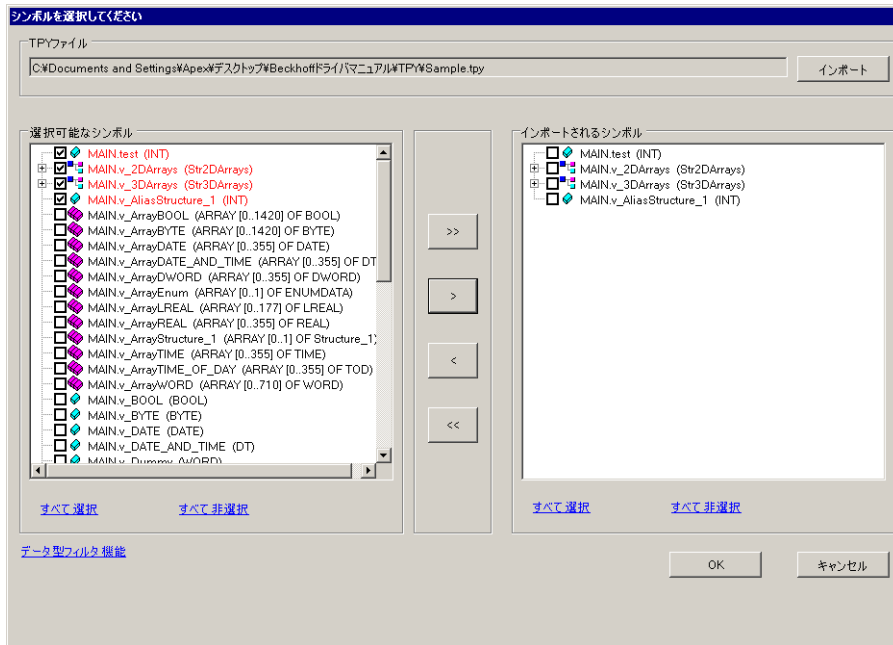 シンボルを選択してください
TPYファイル
C:¥Documents and Settings¥Apex¥デスクトップ¥Beckhoffドライバマニュアル¥TPY¥Sample.tpy
インポート
選択可能なシンボル
MAIN.test (INT)
MAIN.v_2DArrays (Str2DArrays)
MAIN.v_3DArrays (Str3DArrays)
MAIN.v_AliasStructure_1 (INT)
MAIN.v_ArrayBOOL (ARRAY [0..1420] OF BOOL)
MAIN.v_ArrayBYTE (ARRAY [0..1420] OF BYTE)
MAIN.v_ArrayDATE (ARRAY [0..355] OF DATE)
MAIN.v_ArrayDATE_AND_TIME (ARRAY [0..355] OF DT
MAIN.v_ArrayDWORD (ARRAY [0..355] OF DWORD)
MAIN.v_ArrayEnum (ARRAY [0..1] OF ENUMDATA)
MAIN.v_ArrayLREAL (ARRAY [0..177] OF LREAL)
MAIN.v_ArrayREAL (ARRAY [0..355] OF REAL)
MAIN.v_ArrayStructure_1 (ARRAY [0..1] OF Structure_1)
MAIN.v_ArrayTIME (ARRAY [0..355] OF TIME)
MAIN.v_ArrayTIME_OF_DAY (ARRAY [0..355] OF TOD)
MAIN.v_ArrayWORD (ARRAY [0..710] OF WORD)
MAIN.v_BOOL (BOOL)
MAIN.v_BYTE (BYTE)
MAIN.v_DATE (DATE)
MAIN.v_DATE_AND_TIME (DT)
MAIN.v_Dummy (WORD)
すべて選択
すべて非選択
>>
>
<
<<
インポートされるシンボル
MAIN.test (INT)
MAIN.v_2DArrays (Str2DArrays)
MAIN.v_3DArrays (Str3DArrays)
MAIN.v_AliasStructure_1 (INT)
すべて選択
すべて非選択
データ型フィルタ機能
OK
キャンセル